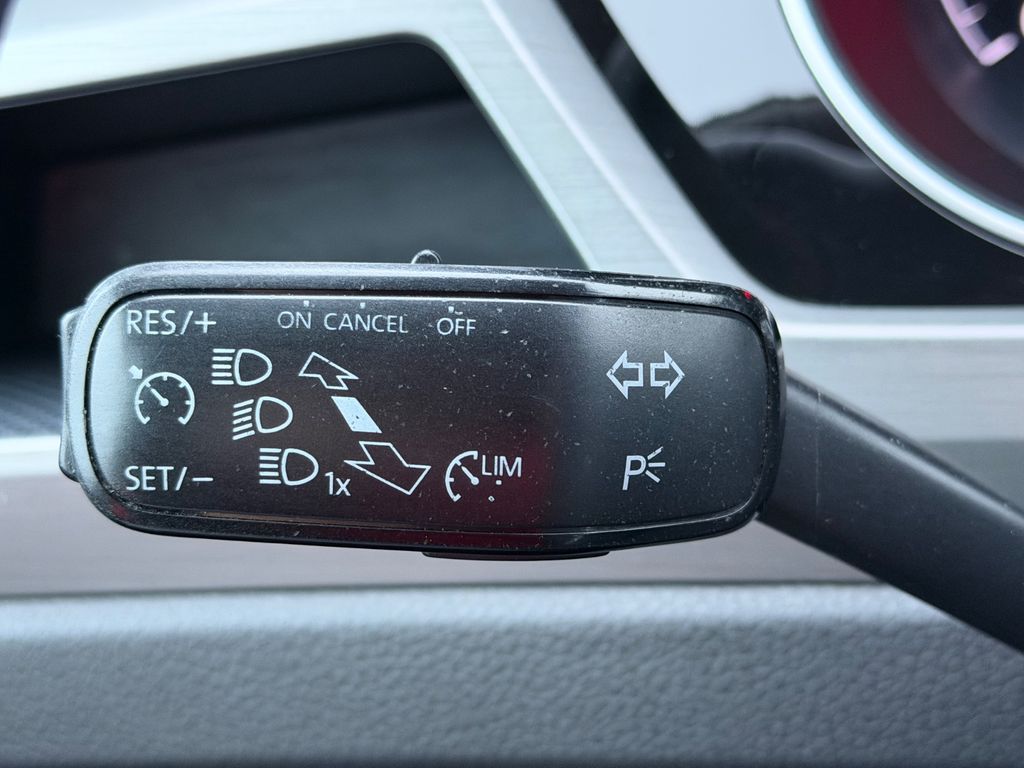 RES/+ ON CANCEL OFF
SET/− 1x LIM P